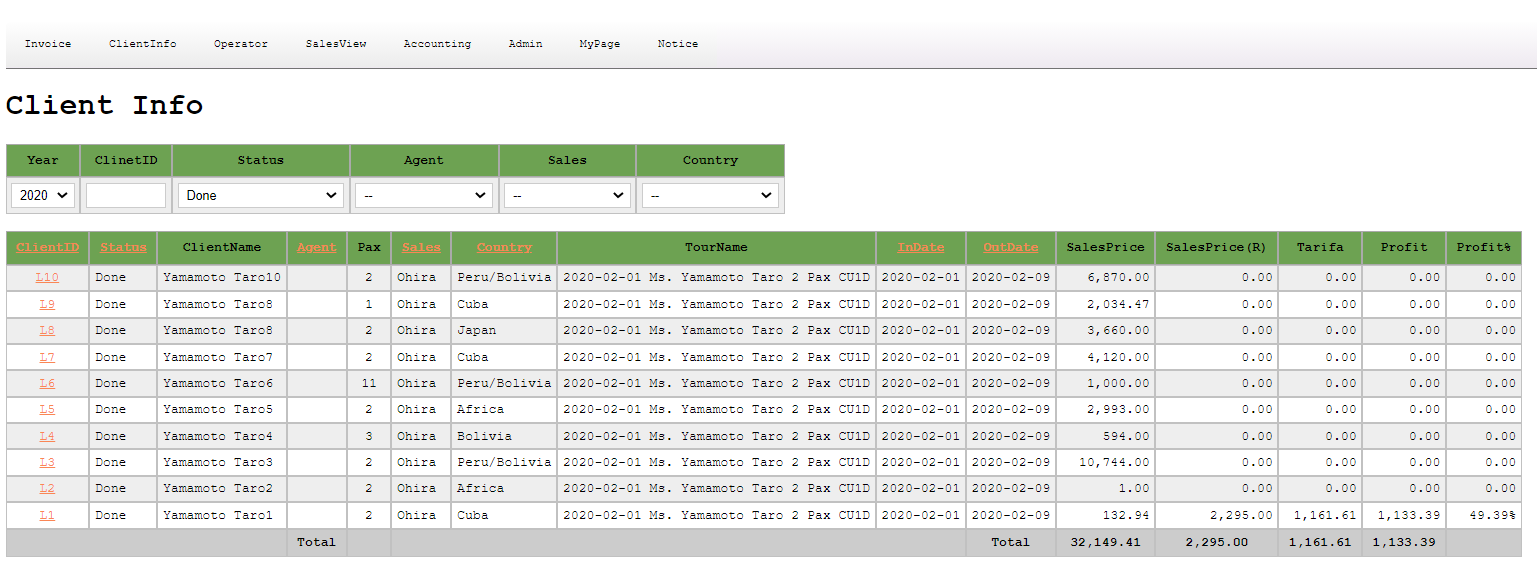 Invoice ClientInfo Operator SalesView Accounting Admin MyPage Notice
Client Info
Year ClinetID Status Agent Sales Country
2020 Done -- -- --
ClientID Status ClientName Agent Pax Sales Country TourName InDate OutDate SalesPrice SalesPrice(R) Tarifa Profit Profit%
L10 Done Yamamoto Taro10 2 Ohira Peru/Bolivia 2020-02-01 Ms. Yamamoto Taro 2 Pax CU1D 2020-02-01 2020-02-09 6,870.00 0.00 0.00 0.00 0.00
L9 Done Yamamoto Taro8 1 Ohira Cuba 2020-02-01 Ms. Yamamoto Taro 2 Pax CU1D 2020-02-01 2020-02-09 2,034.47 0.00 0.00 0.00 0.00
L8 Done Yamamoto Taro8 2 Ohira Japan 2020-02-01 Ms. Yamamoto Taro 2 Pax CU1D 2020-02-01 2020-02-09 3,660.00 0.00 0.00 0.00 0.00
L7 Done Yamamoto Taro7 2 Ohira Cuba 2020-02-01 Ms. Yamamoto Taro 2 Pax CU1D 2020-02-01 2020-02-09 4,120.00 0.00 0.00 0.00 0.00
L6 Done Yamamoto Taro6 11 Ohira Peru/Bolivia 2020-02-01 Ms. Yamamoto Taro 2 Pax CU1D 2020-02-01 2020-02-09 1,000.00 0.00 0.00 0.00 0.00
L5 Done Yamamoto Taro5 2 Ohira Africa 2020-02-01 Ms. Yamamoto Taro 2 Pax CU1D 2020-02-01 2020-02-09 2,993.00 0.00 0.00 0.00 0.00
L4 Done Yamamoto Taro4 3 Ohira Bolivia 2020-02-01 Ms. Yamamoto Taro 2 Pax CU1D 2020-02-01 2020-02-09 594.00 0.00 0.00 0.00 0.00
L3 Done Yamamoto Taro3 2 Ohira Peru/Bolivia 2020-02-01 Ms. Yamamoto Taro 2 Pax CU1D 2020-02-01 2020-02-09 10,744.00 0.00 0.00 0.00 0.00
L2 Done Yamamoto Taro2 2 Ohira Africa 2020-02-01 Ms. Yamamoto Taro 2 Pax CU1D 2020-02-01 2020-02-09 1.00 0.00 0.00 0.00 0.00
L1 Done Yamamoto Taro1 2 Ohira Cuba 2020-02-01 Ms. Yamamoto Taro 2 Pax CU1D 2020-02-01 2020-02-09 132.94 2,295.00 1,161.61 1,133.39 49.39%
Total Total 32,149.41 2,295.00 1,161.61 1,133.39